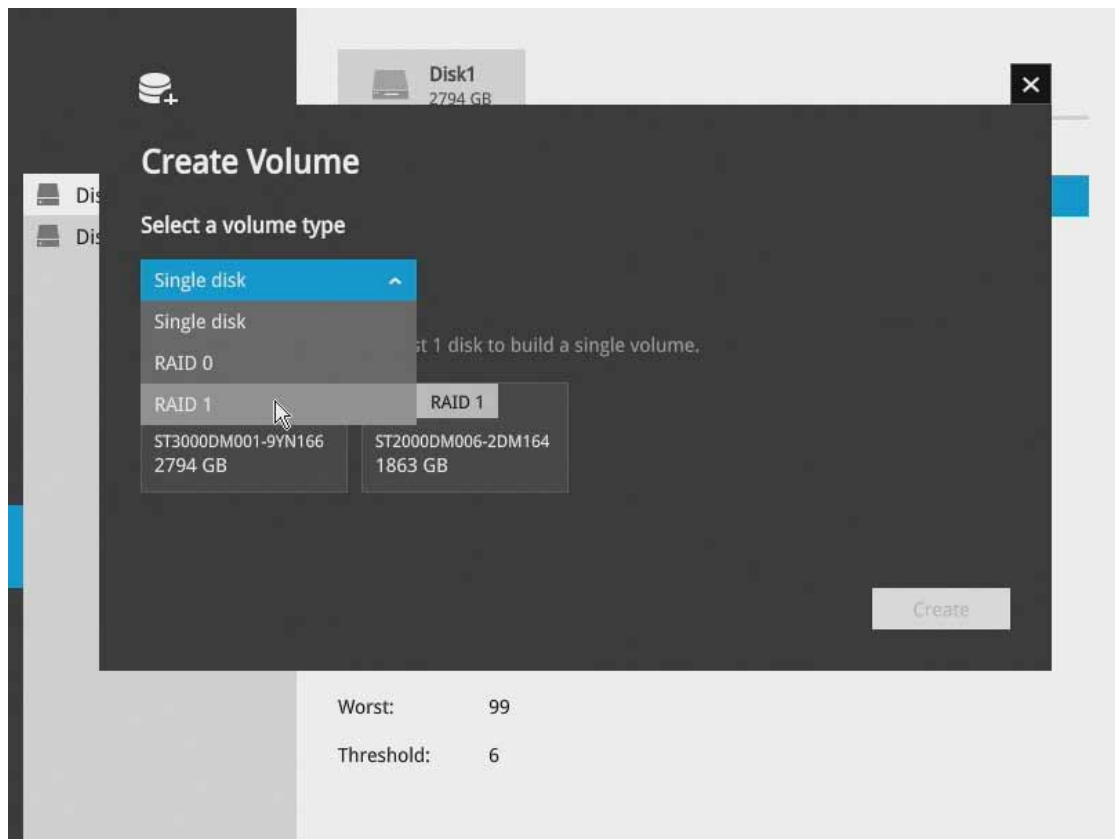 Disk1
2794 GB
Create Volume
Select a volume type
Single disk
Single disk
1 disk to build a single volume.
RAID 0
RAID 1
RAID 1
ST3000DM001-9YN166
2794 GB
ST2000DM006-2DM164
1863 GB
Create
Worst: 99
Threshold: 6